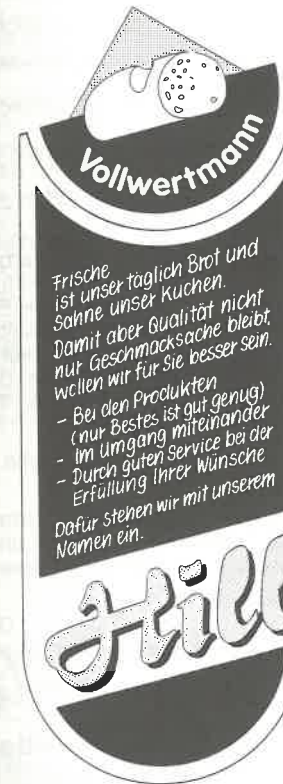 Vollwertmann
Frische
ist unser täglich Brot und
Sahne unser Kuchen.
Damit aber Qualität nicht
nur Geschmacksache bleibt,
wollen wir für Sie besser sein.
- Bei den Produkten
(nur Bestes ist gut genug)
- Im Umgang miteinander
- Durch guten Service bei der
Erfüllung Ihrer Wünsche
Dafür stehen wir mit unserem
Namen ein.
Hill